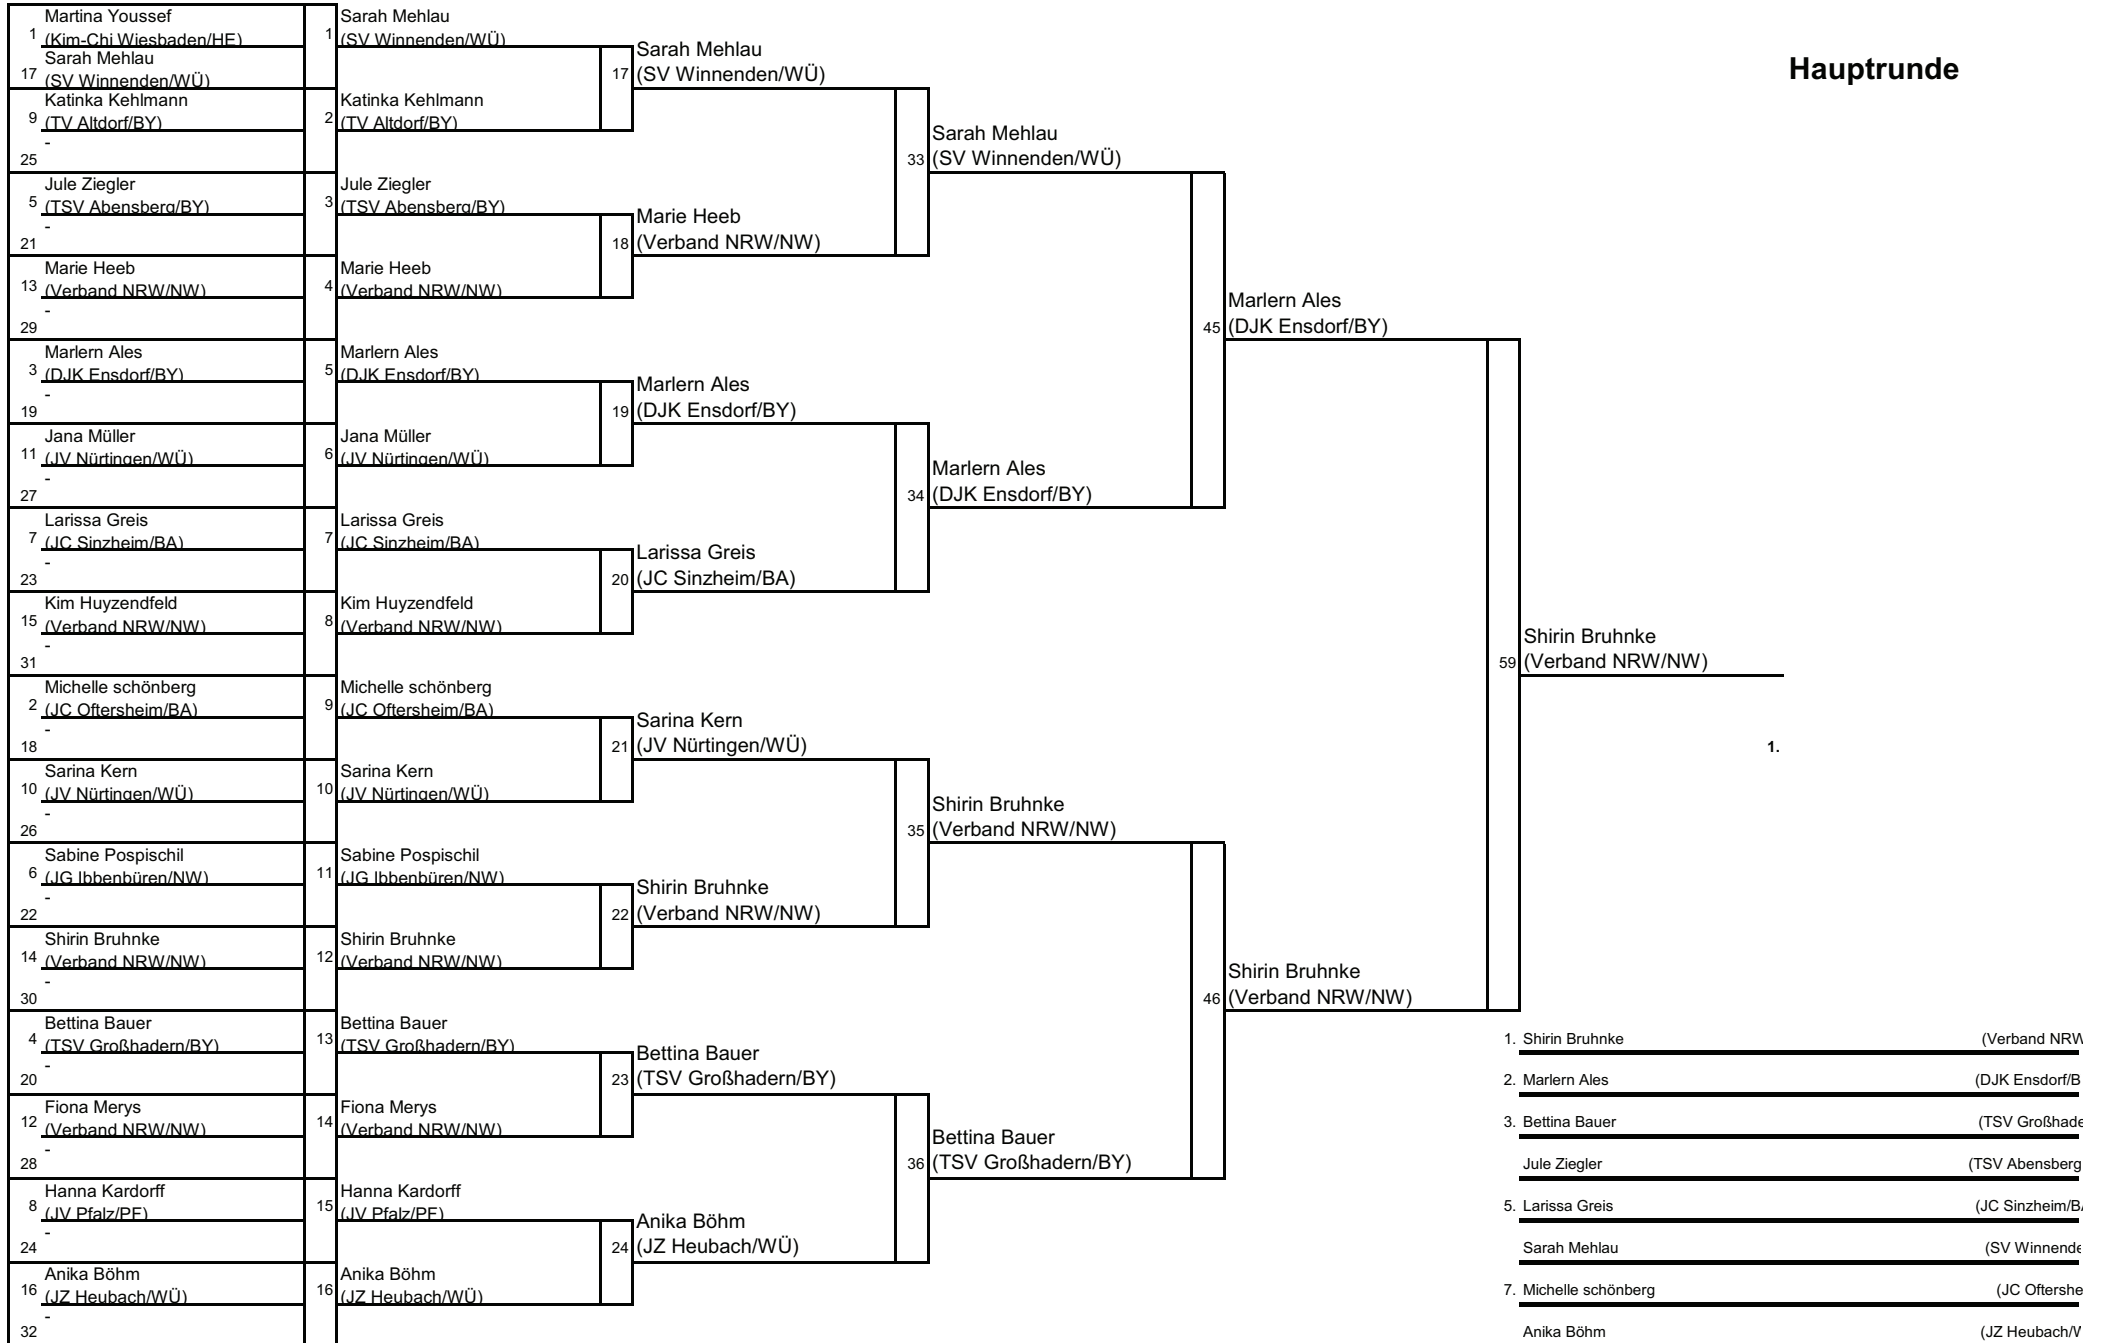 Hauptrunde
1 Martina Youssef
(Kim-Chi Wiesbaden/HE)
17 Sarah Mehlau
(SV Winnenden/WÜ)
9 Katinka Kehlmann
(TV Altdorf/BY)
25 -
5 Jule Ziegler
(TSV Abensberg/BY)
21 -
13 Marie Heeb
(Verband NRW/NW)
29 -
3 Marlern Ales
(DJK Ensdorf/BY)
19 -
11 Jana Müller
(JV Nürtingen/WÜ)
27 -
7 Larissa Greis
(JC Sinzheim/BA)
23 -
15 Kim Huyzendfeld
(Verband NRW/NW)
31 -
2 Michelle schönberg
(JC Oftersheim/BA)
18 -
10 Sarina Kern
(JV Nürtingen/WÜ)
26 -
6 Sabine Pospischil
(JG Ibbenbüren/NW)
22 -
14 Shirin Bruhnke
(Verband NRW/NW)
30 -
4 Bettina Bauer
(TSV Großhadern/BY)
20 -
12 Fiona Merys
(Verband NRW/NW)
28 -
8 Hanna Kardorff
(JV Pfalz/PF)
24 -
16 Anika Böhm
(JZ Heubach/WÜ)
32 -
1 Sarah Mehlau
(SV Winnenden/WÜ)
2 Katinka Kehlmann
(TV Altdorf/BY)
3 Jule Ziegler
(TSV Abensberg/BY)
4 Marie Heeb
(Verband NRW/NW)
5 Marlern Ales
(DJK Ensdorf/BY)
6 Jana Müller
(JV Nürtingen/WÜ)
7 Larissa Greis
(JC Sinzheim/BA)
8 Kim Huyzendfeld
(Verband NRW/NW)
9 Michelle schönberg
(JC Oftersheim/BA)
10 Sarina Kern
(JV Nürtingen/WÜ)
11 Sabine Pospischil
(JG Ibbenbüren/NW)
12 Shirin Bruhnke
(Verband NRW/NW)
13 Bettina Bauer
(TSV Großhadern/BY)
14 Fiona Merys
(Verband NRW/NW)
15 Hanna Kardorff
(JV Pfalz/PF)
16 Anika Böhm
(JZ Heubach/WÜ)
Sarah Mehlau
17 (SV Winnenden/WÜ)
Marie Heeb
18 (Verband NRW/NW)
Marlern Ales
19 (DJK Ensdorf/BY)
Larissa Greis
20 (JC Sinzheim/BA)
Sarina Kern
21 (JV Nürtingen/WÜ)
Shirin Bruhnke
22 (Verband NRW/NW)
Bettina Bauer
23 (TSV Großhadern/BY)
Anika Böhm
24 (JZ Heubach/WÜ)
Sarah Mehlau
33 (SV Winnenden/WÜ)
Marlern Ales
34 (DJK Ensdorf/BY)
Shirin Bruhnke
35 (Verband NRW/NW)
Bettina Bauer
36 (TSV Großhadern/BY)
Marlern Ales
45 (DJK Ensdorf/BY)
Shirin Bruhnke
46 (Verband NRW/NW)
Shirin Bruhnke
59 (Verband NRW/NW)
1.
1. Shirin Bruhnke (Verband NRW
2. Marlern Ales (DJK Ensdorf/B
3. Bettina Bauer (TSV Großhade
Jule Ziegler (TSV Abensberg
5. Larissa Greis (JC Sinzheim/B
Sarah Mehlau (SV Winnende
7. Michelle schönberg (JC Oftershe
Anika Böhm (JZ Heubach/